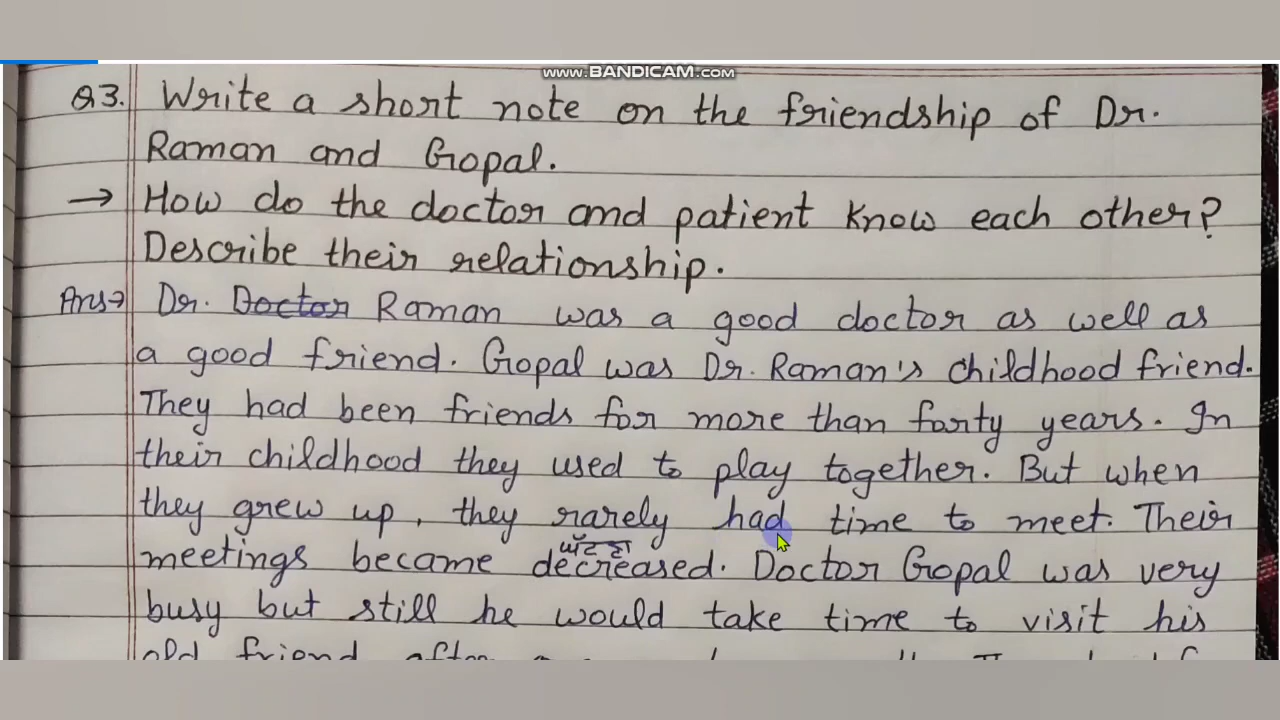 www.BANDICAM.com
Q3. Write a short note on the friendship of Dr.
Raman and Gopal.
→ How do the doctor and patient know each other?
Describe their relationship.
Ans→ Dr. Doctor Raman was a good doctor as well as
a good friend. Gopal was Dr. Raman's childhood friend.
They had been friends for more than forty years. In
their childhood they used to play together. But when
they grew up, they rarely had time to meet. Their
meetings became decreased. Doctor Gopal was very
busy but still he would take time to visit his
old friend after